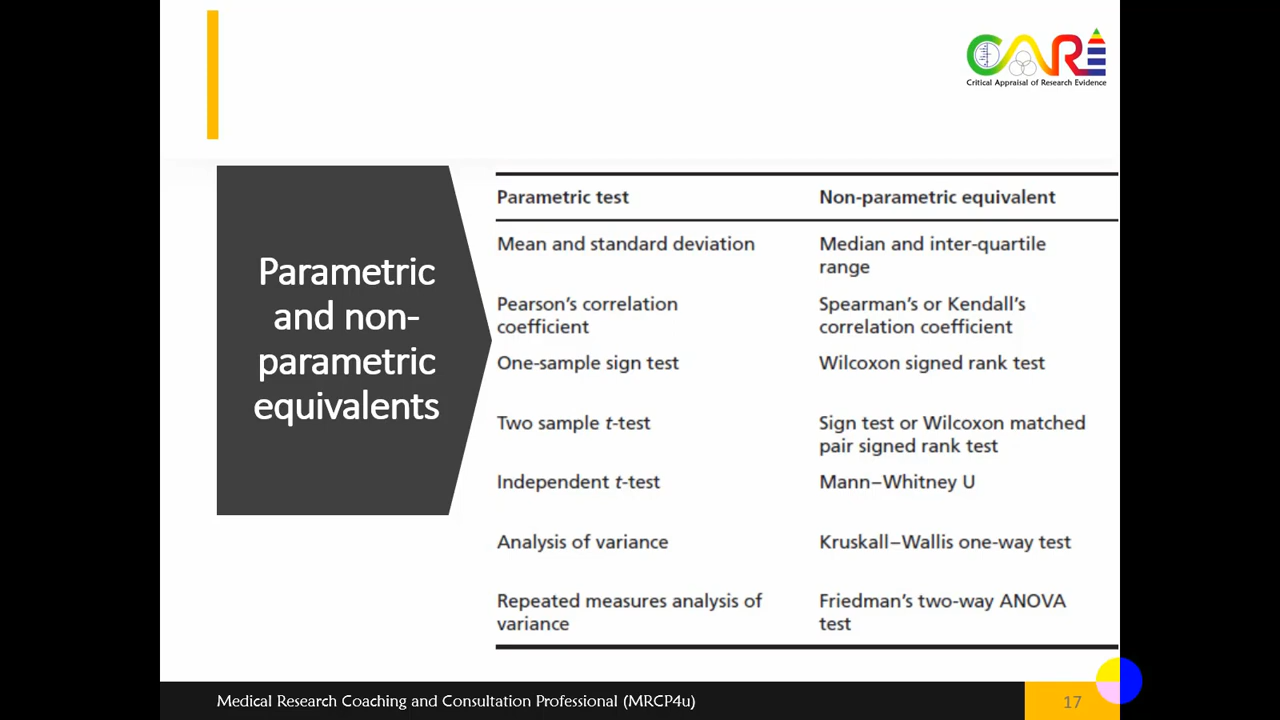 CARE
Critical Appraisal of Research Evidence
Parametric
and non-
parametric
equivalents
Parametric test
Non-parametric equivalent
Mean and standard deviation
Median and inter-quartile
range
Pearson's correlation
coefficient
Spearman's or Kendall's
correlation coefficient
One-sample sign test
Wilcoxon signed rank test
Two sample t-test
Sign test or Wilcoxon matched
pair signed rank test
Independent t-test
Mann–Whitney U
Analysis of variance
Kruskall–Wallis one-way test
Repeated measures analysis of
variance
Friedman's two-way ANOVA
test
Medical Research Coaching and Consultation Professional (MRCP4u)
17